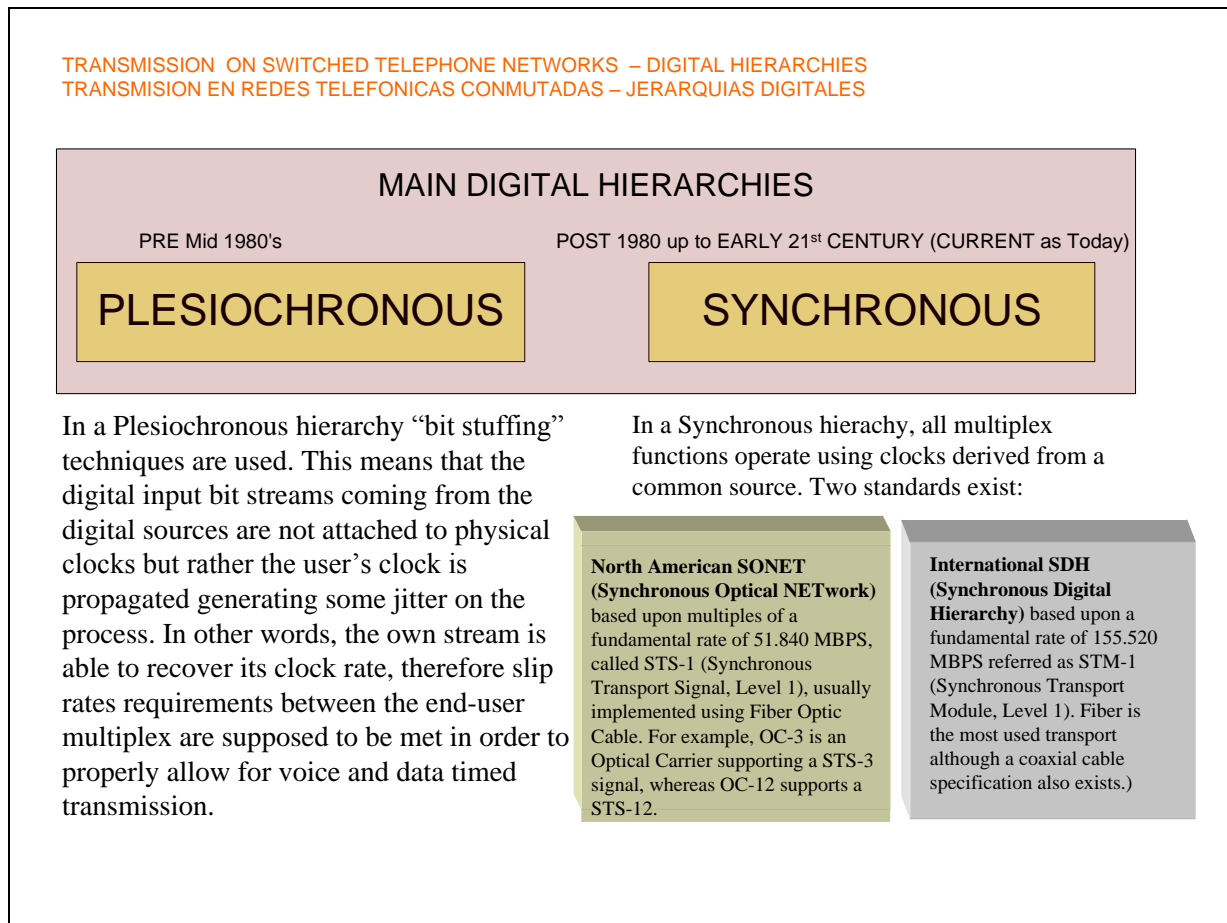 TRANSMISSION ON SWITCHED TELEPHONE NETWORKS – DIGITAL HIERARCHIES
TRANSMISION EN REDES TELEFONICAS CONMUTADAS – JERARQUIAS DIGITALES
MAIN DIGITAL HIERARCHIES
PRE Mid 1980's
POST 1980 up to EARLY 21st CENTURY (CURRENT as Today)
PLESIOCHRONOUS
SYNCHRONOUS
In a Plesiochronous hierarchy “bit stuffing”
techniques are used. This means that the
digital input bit streams coming from the
digital sources are not attached to physical
clocks but rather the user’s clock is
propagated generating some jitter on the
process. In other words, the own stream is
able to recover its clock rate, therefore slip
rates requirements between the end-user
multiplex are supposed to be met in order to
properly allow for voice and data timed
transmission.
In a Synchronous hierachy, all multiplex
functions operate using clocks derived from a
common source. Two standards exist:
North American SONET
(Synchronous Optical NETwork)
based upon multiples of a
fundamental rate of 51.840 MBPS,
called STS-1 (Synchronous
Transport Signal, Level 1), usually
implemented using Fiber Optic
Cable. For example, OC-3 is an
Optical Carrier supporting a STS-3
signal, whereas OC-12 supports a
STS-12.
International SDH
(Synchronous Digital
Hierarchy) based upon a
fundamental rate of 155.520
MBPS referred as STM-1
(Synchronous Transport
Module, Level 1). Fiber is
the most used transport
although a coaxial cable
specification also exists.)